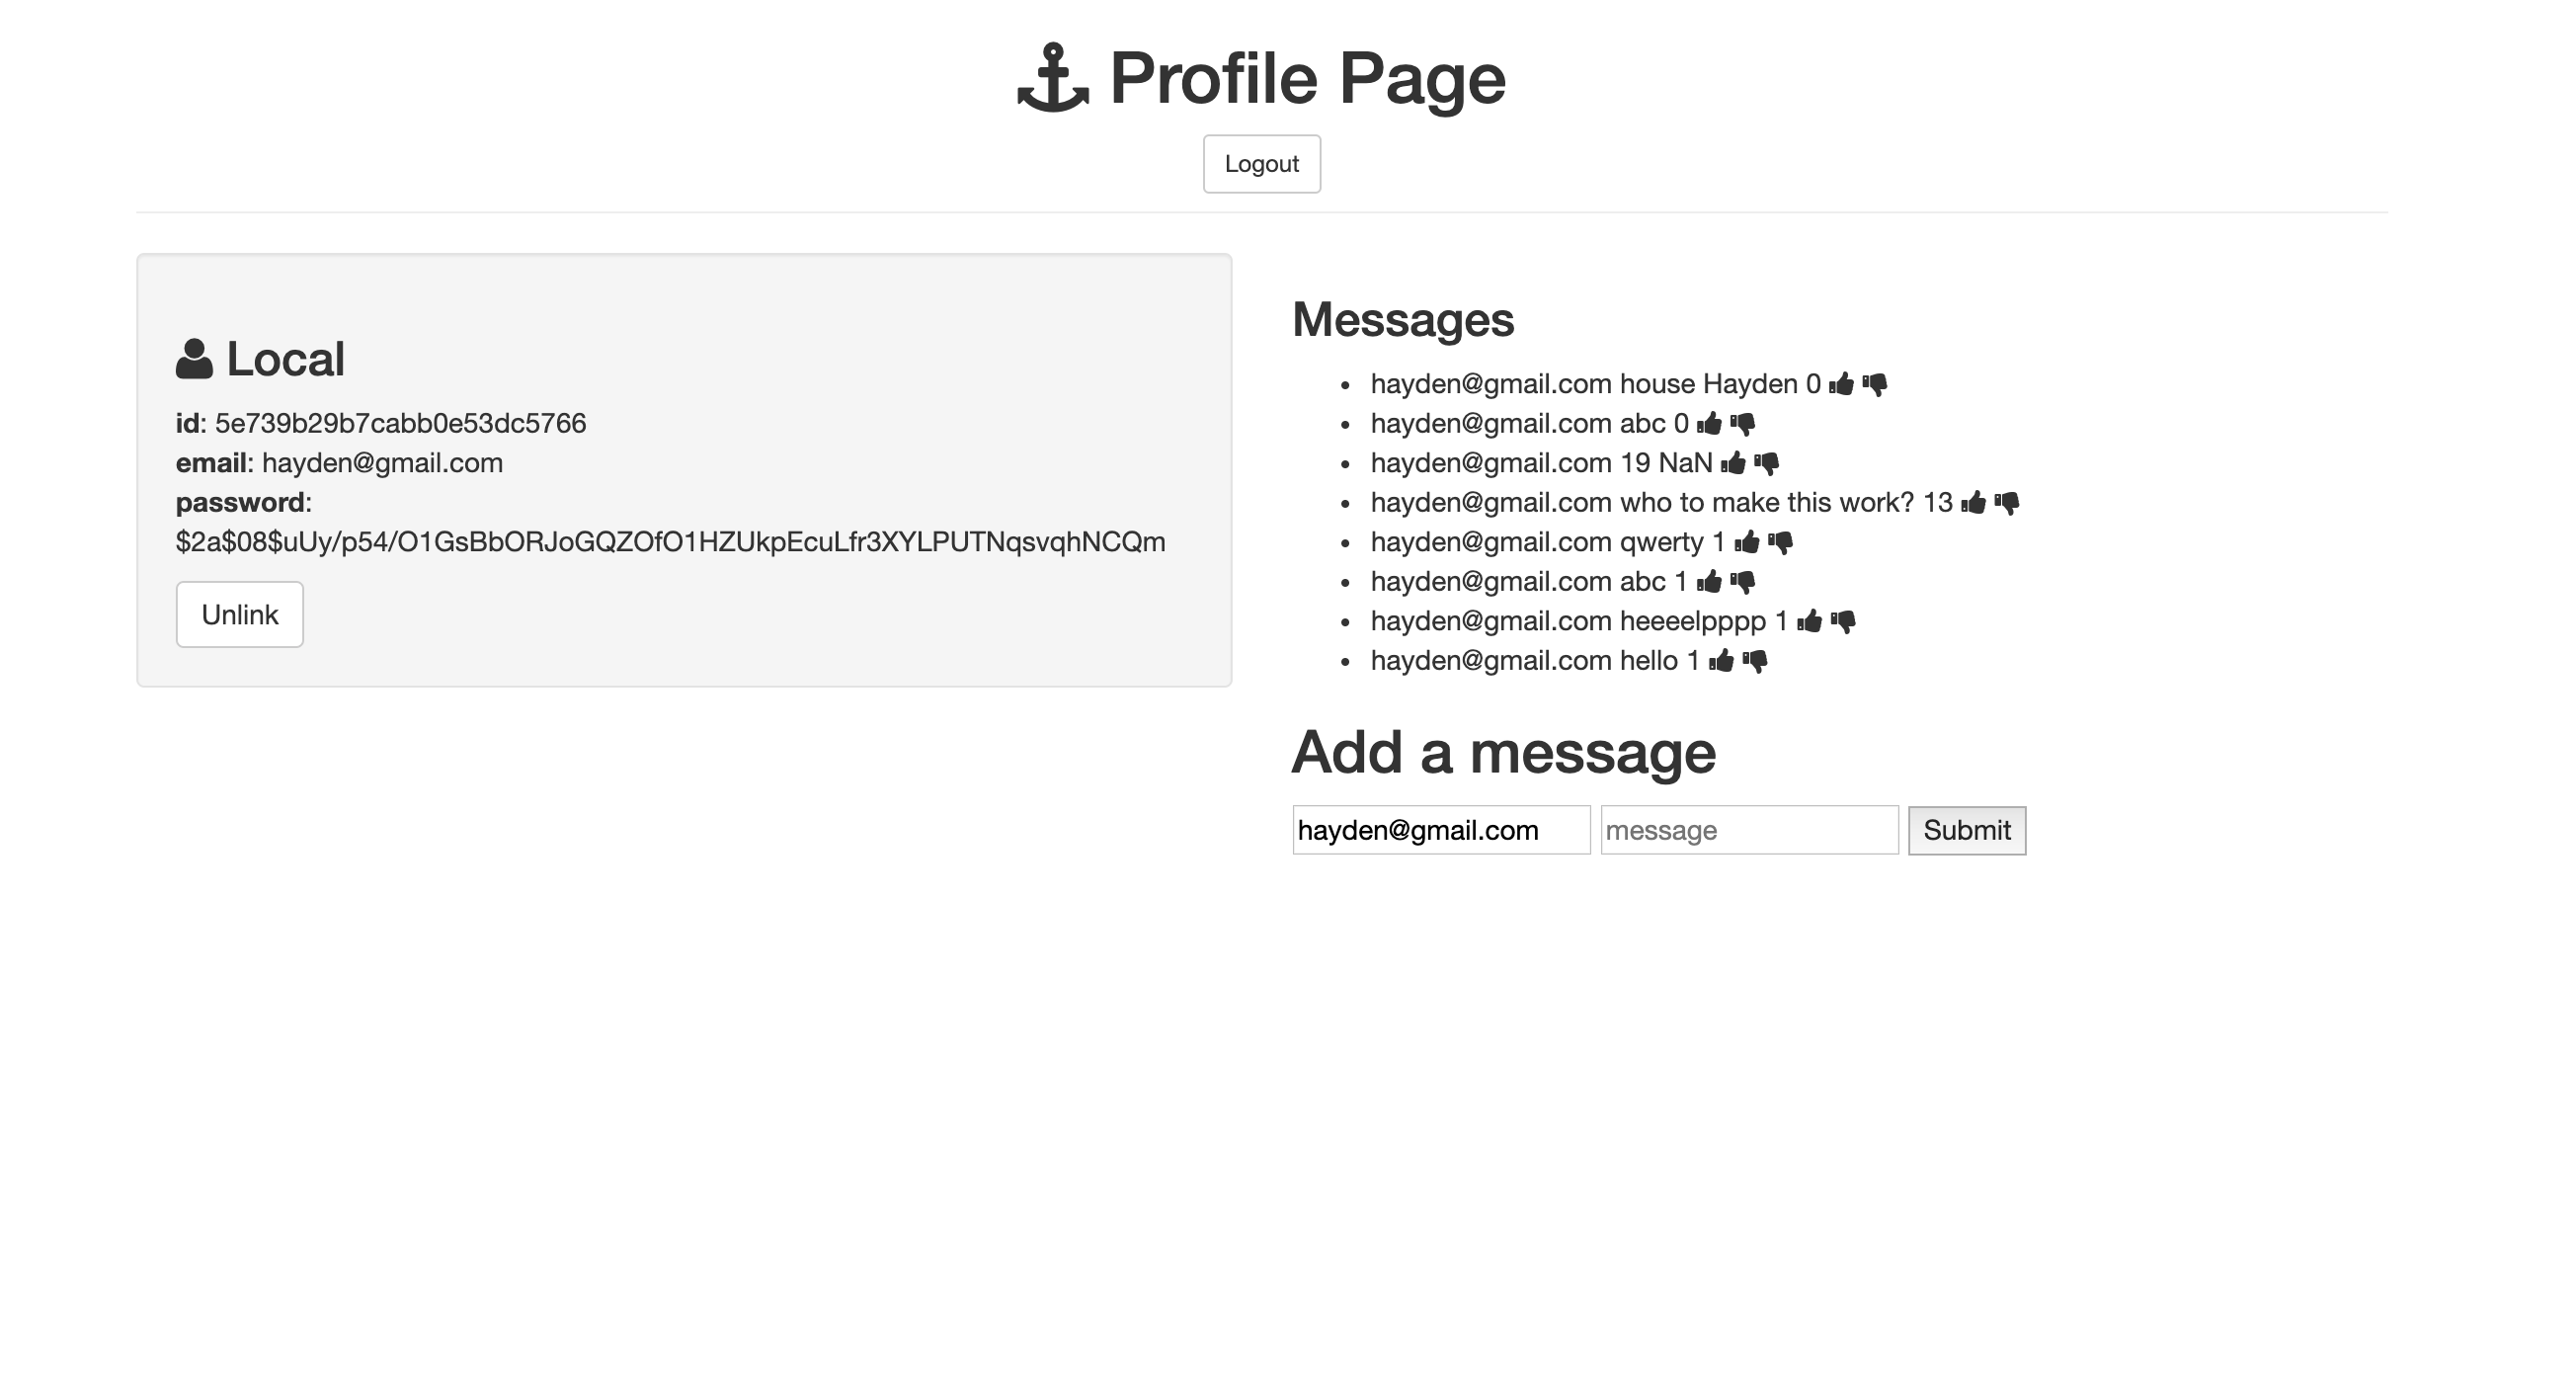 Profile Page
Logout
Local
id: 5e739b29b7cabb0e53dc5766
email: hayden@gmail.com
password:
$2a$08$uUy/p54/O1GsBbORJoGQZOfO1HZUkpEcuLfr3XYLPUTNqsvqhNCQm
Unlink
Messages
hayden@gmail.com house Hayden 0
hayden@gmail.com abc 0
hayden@gmail.com 19 NaN
hayden@gmail.com who to make this work? 13
hayden@gmail.com qwerty 1
hayden@gmail.com abc 1
hayden@gmail.com heeeelpppp 1
hayden@gmail.com hello 1
Add a message
hayden@gmail.com message Submit